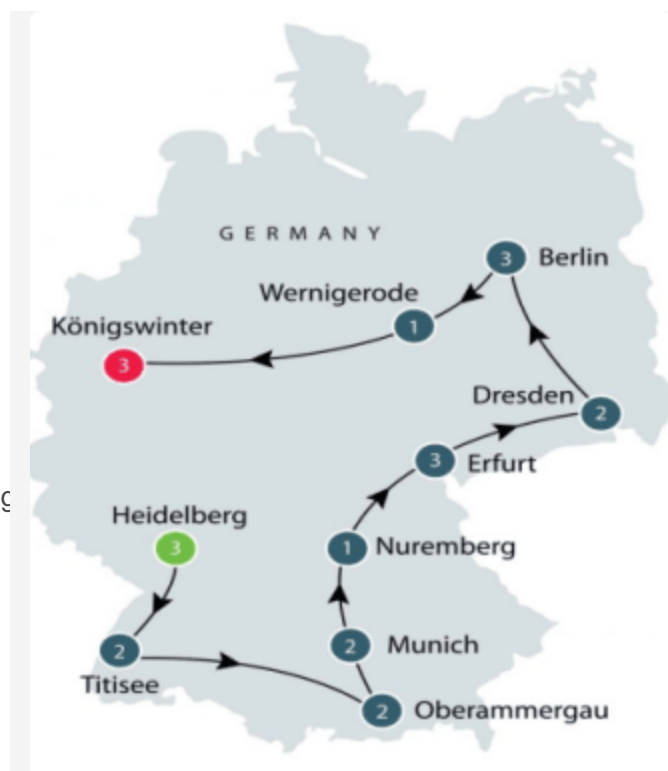 GERMANY
3 Berlin
Wernigerode
1
Königswinter
3
Dresden
2
3 Erfurt
g
Heidelberg
3
1 Nuremberg
2 Munich
2
Titisee
2 Oberammergau